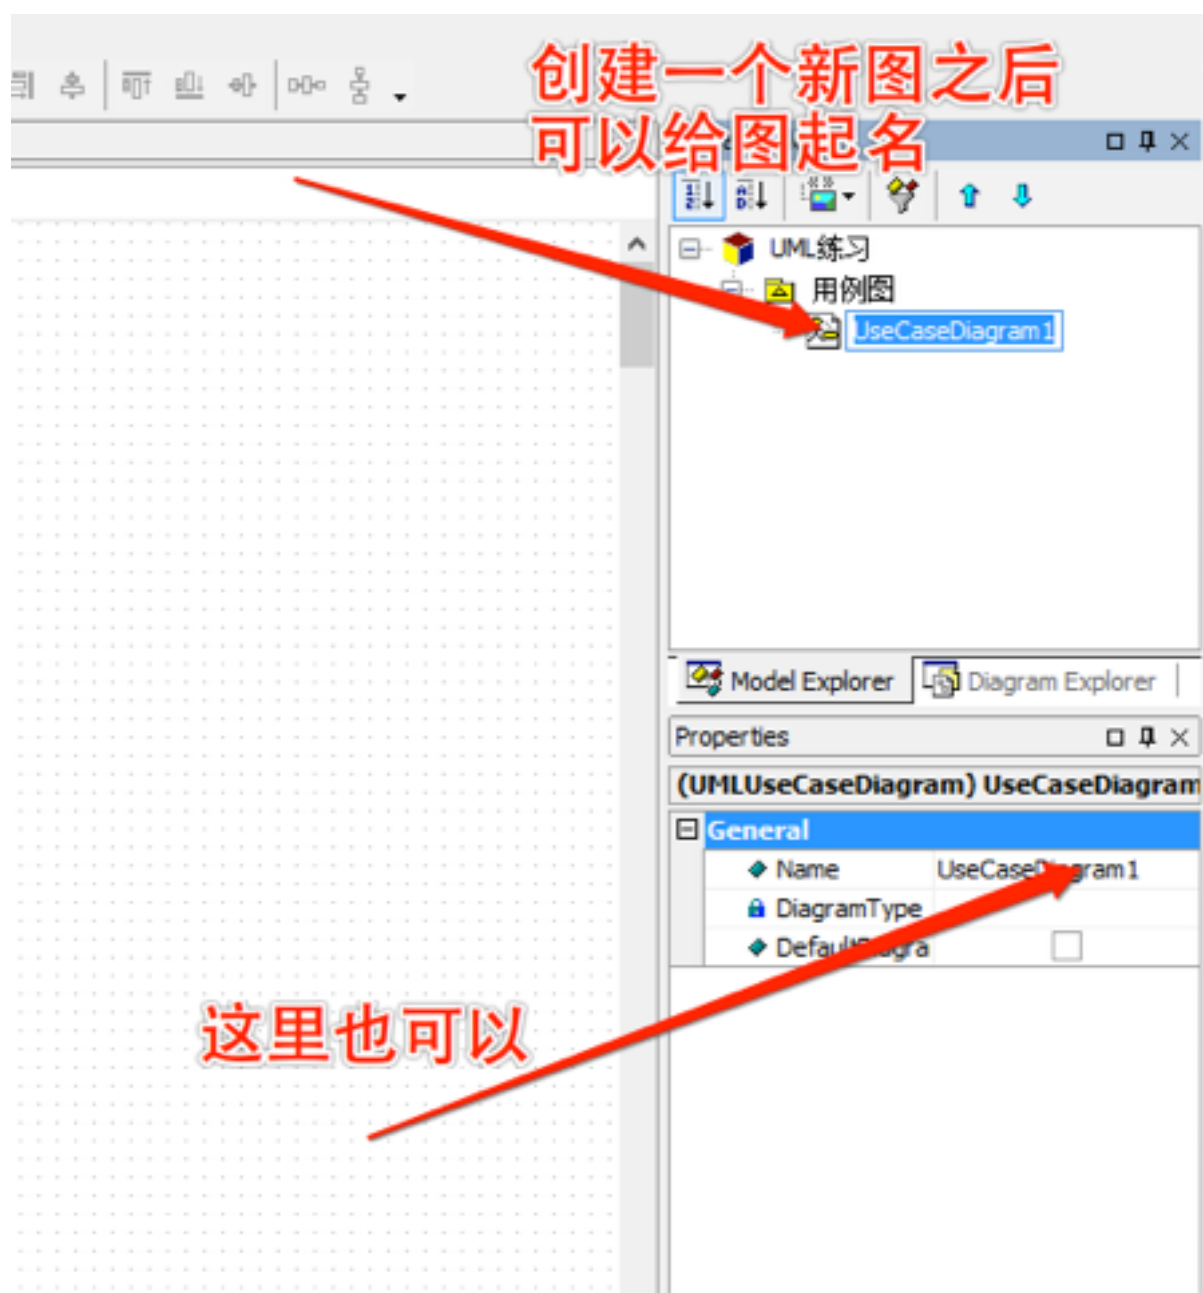 创建一个新图之后
可以给图起名
UML练习
用例图
UseCaseDiagram1
Model Explorer
Diagram Explorer
Properties
(UMLUseCaseDiagram) UseCaseDiagram
General
Name
UseCaseDiagram1
DiagramType
DefaultDiagra
这里也可以